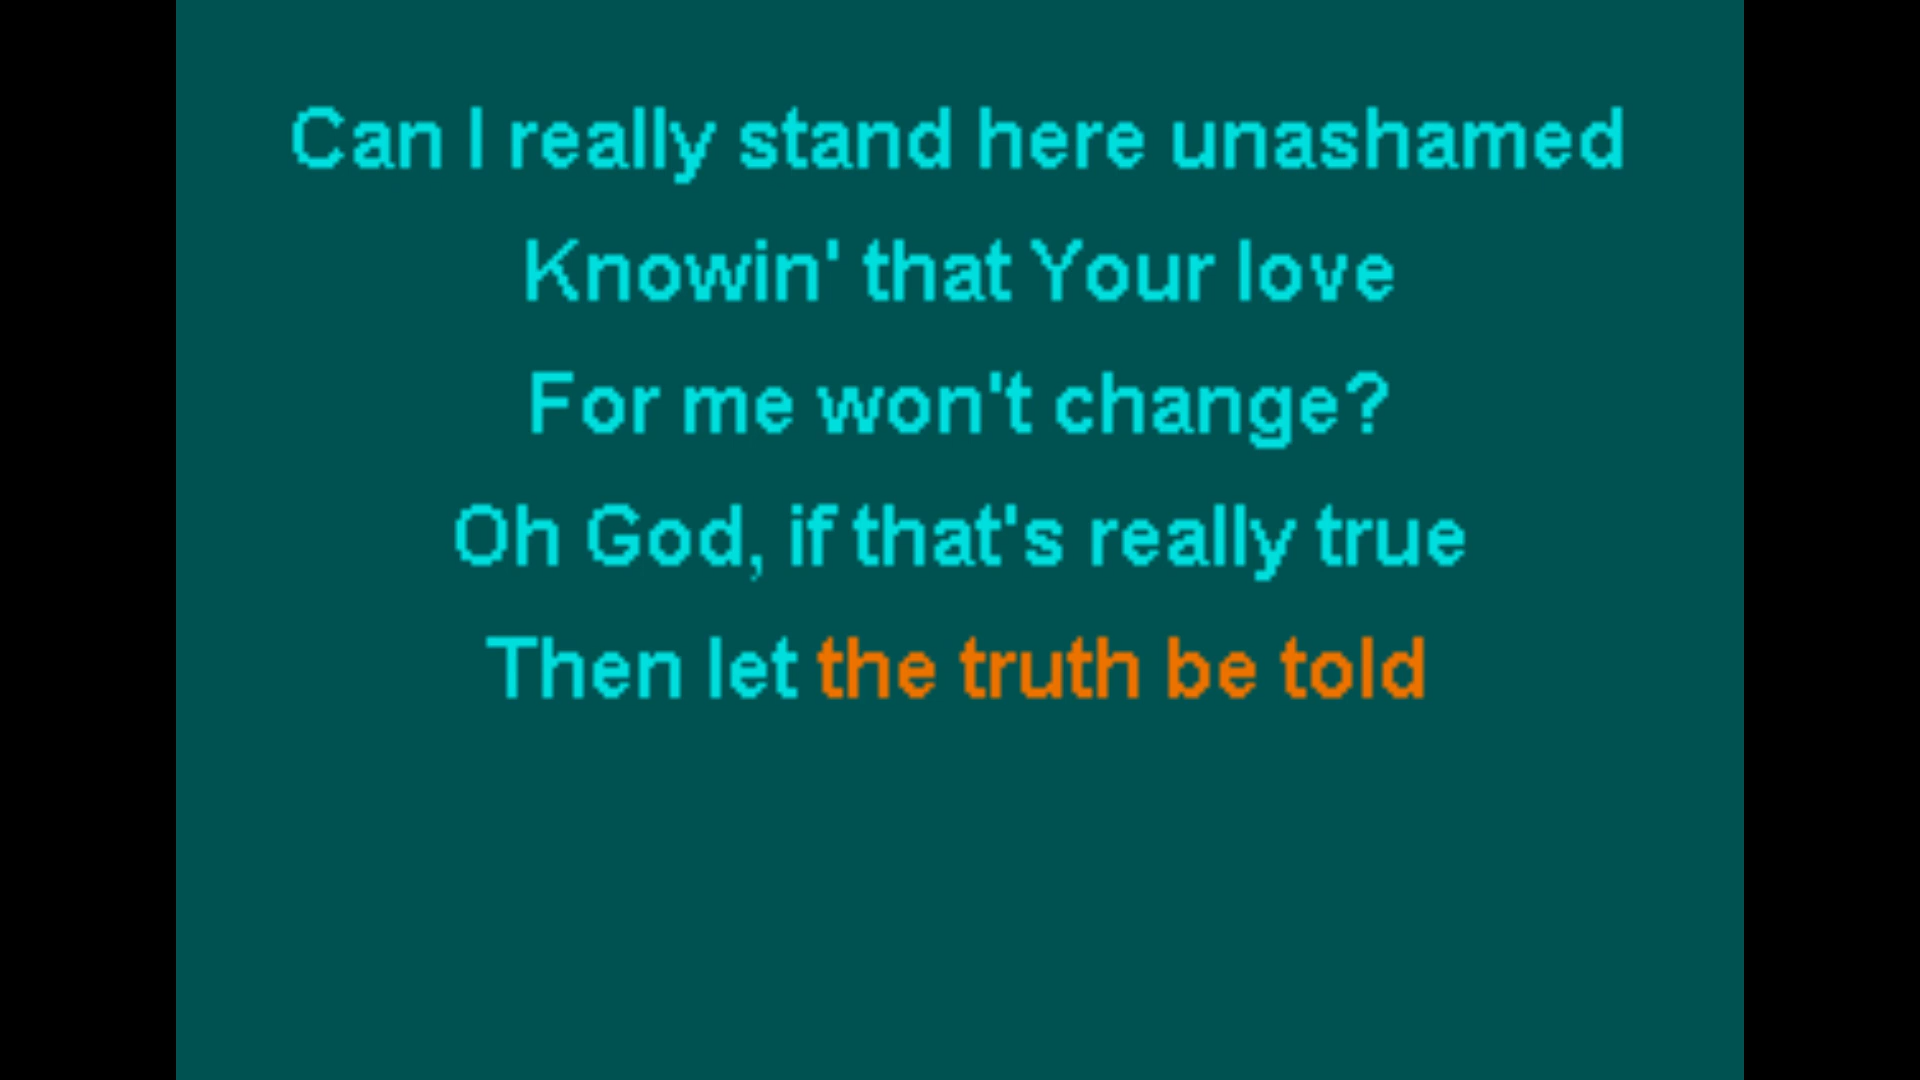 Can I really stand here unashamed
Knowin' that Your love
For me won't change?
Oh God, if that's really true
Then let the truth be told